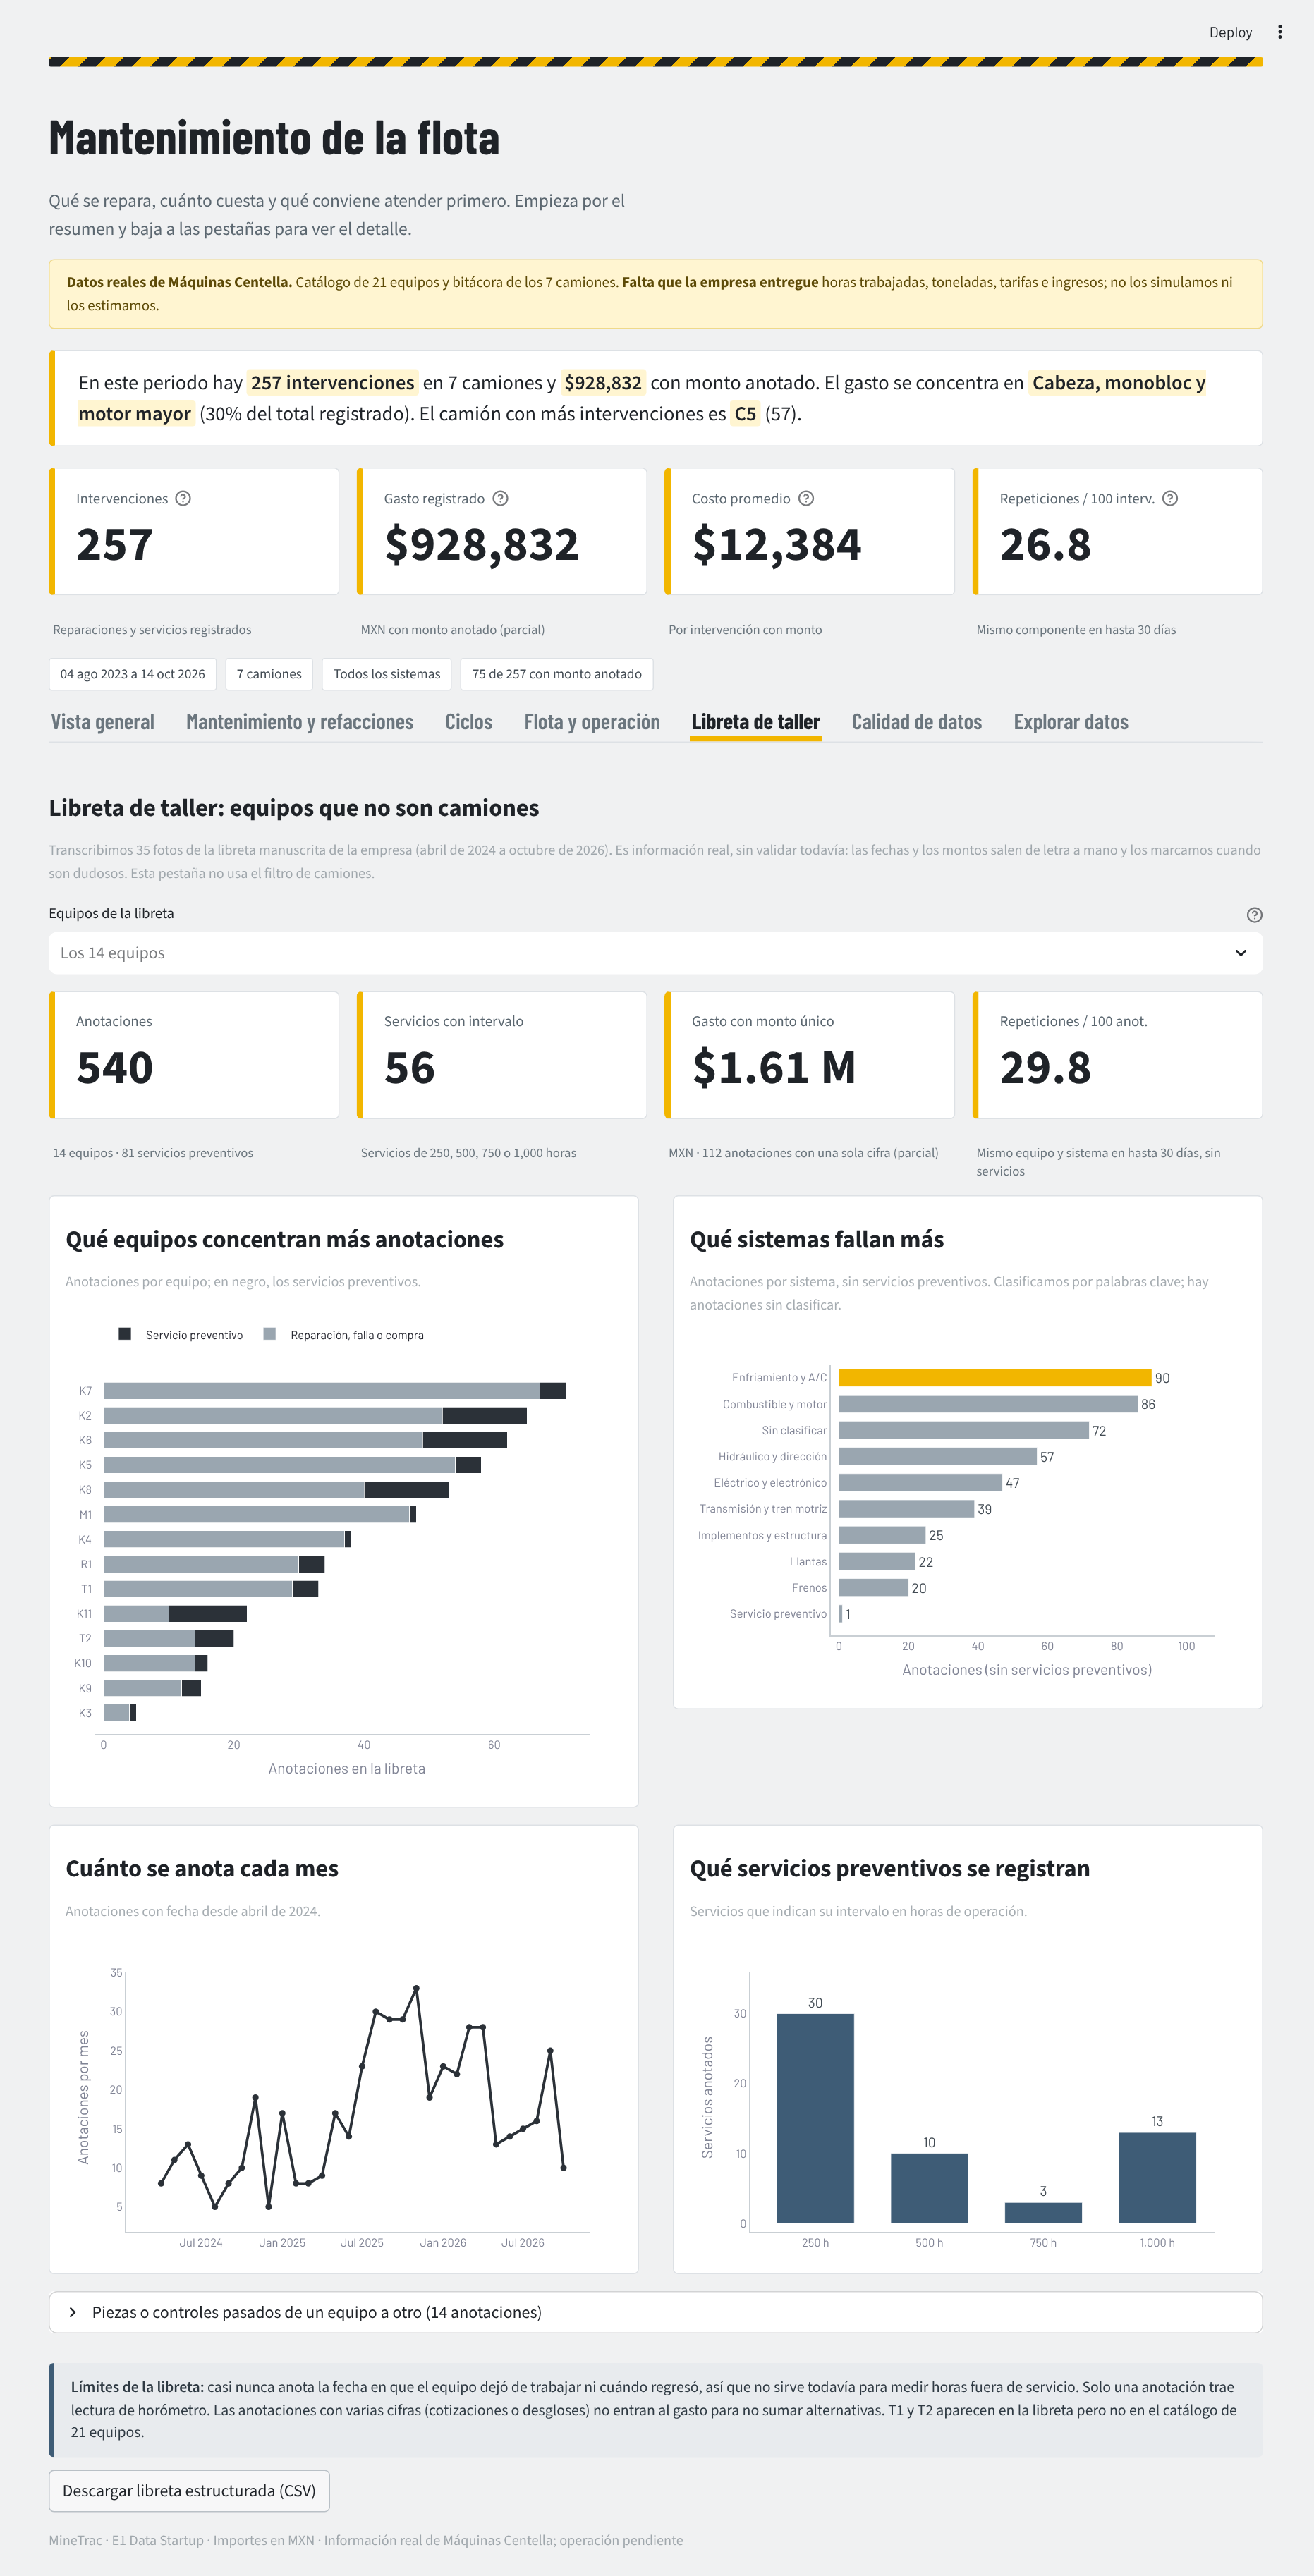 Deploy
Mantenimiento de la flota
Qué se repara, cuánto cuesta y qué conviene atender primero. Empieza por el
resumen y baja a las pestañas para ver el detalle.
Datos reales de Máquinas Centella. Catálogo de 21 equipos y bitácora de los 7 camiones. Falta que la empresa entregue horas trabajadas, toneladas, tarifas e ingresos; no los simulamos ni
los estimamos.
En este periodo hay 257 intervenciones en 7 camiones y $928,832 con monto anotado. El gasto se concentra en Cabeza, monobloc y
motor mayor (30% del total registrado). El camión con más intervenciones es C5 (57).
Intervenciones
257
Reparaciones y servicios registrados
Gasto registrado
$928,832
MXN con monto anotado (parcial)
Costo promedio
$12,384
Por intervención con monto
Repeticiones / 100 interv.
26.8
Mismo componente en hasta 30 días
04 ago 2023 a 14 oct 2026
7 camiones
Todos los sistemas
75 de 257 con monto anotado
Vista general
Mantenimiento y refacciones
Ciclos
Flota y operación
Libreta de taller
Calidad de datos
Explorar datos
Libreta de taller: equipos que no son camiones
Transcribimos 35 fotos de la libreta manuscrita de la empresa (abril de 2024 a octubre de 2026). Es información real, sin validar todavía: las fechas y los montos salen de letra a mano y los marcamos cuando
son dudosos. Esta pestaña no usa el filtro de camiones.
Equipos de la libreta
Los 14 equipos
Anotaciones
540
14 equipos · 81 servicios preventivos
Servicios con intervalo
56
Servicios de 250, 500, 750 o 1,000 horas
Gasto con monto único
$1.61 M
MXN · 112 anotaciones con una sola cifra (parcial)
Repeticiones / 100 anot.
29.8
Mismo equipo y sistema en hasta 30 días, sin
servicios
Qué equipos concentran más anotaciones
Anotaciones por equipo; en negro, los servicios preventivos.
Servicio preventivo
Reparación, falla o compra
K7
K2
K6
K5
K8
M1
K4
R1
T1
K11
T2
K10
K9
K3
0 20 40 60
Anotaciones en la libreta
Qué sistemas fallan más
Anotaciones por sistema, sin servicios preventivos. Clasificamos por palabras clave; hay
anotaciones sin clasificar.
Enfriamiento y A/C 90
Combustible y motor 86
Sin clasificar 72
Hidráulico y dirección 57
Eléctrico y electrónico 47
Transmisión y tren motriz 39
Implementos y estructura 25
Llantas 22
Frenos 20
Servicio preventivo 1
0 20 40 60 80 100
Anotaciones (sin servicios preventivos)
Cuánto se anota cada mes
Anotaciones con fecha desde abril de 2024.
Anotaciones por mes
35
30
25
20
15
10
5
Jul 2024 Jan 2025 Jul 2025 Jan 2026 Jul 2026
Qué servicios preventivos se registran
Servicios que indican su intervalo en horas de operación.
Servicios anotados
30
20
10
0
30
10
3
13
250 h 500 h 750 h 1,000 h
Piezas o controles pasados de un equipo a otro (14 anotaciones)
Límites de la libreta: casi nunca anota la fecha en que el equipo dejó de trabajar ni cuándo regresó, así que no sirve todavía para medir horas fuera de servicio. Solo una anotación trae
lectura de horómetro. Las anotaciones con varias cifras (cotizaciones o desgloses) no entran al gasto para no sumar alternativas. T1 y T2 aparecen en la libreta pero no en el catálogo de
21 equipos.
Descargar libreta estructurada (CSV)
MineTrac · E1 Data Startup · Importes en MXN · Información real de Máquinas Centella; operación pendiente